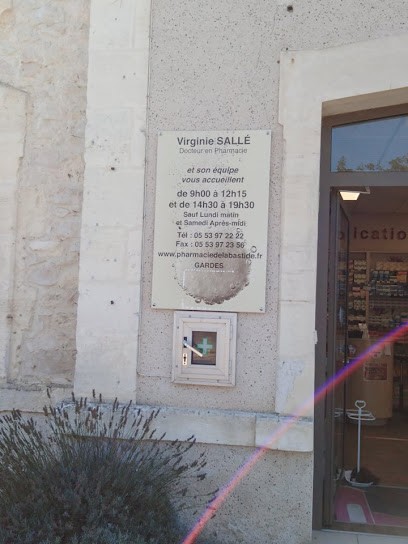 Virginie SALLÉ
Docteur en Pharmacie
et son équipe
vous accueillent
de 9h00 à 12h15
et de 14h30 à 19h30
Sauf Lundi matin
et Samedi Après-midi
Tél : 05 53 97 22 22
Fax : 05 53 97 23 56
www.pharmaciedelabastide.fr
GARDES
plication